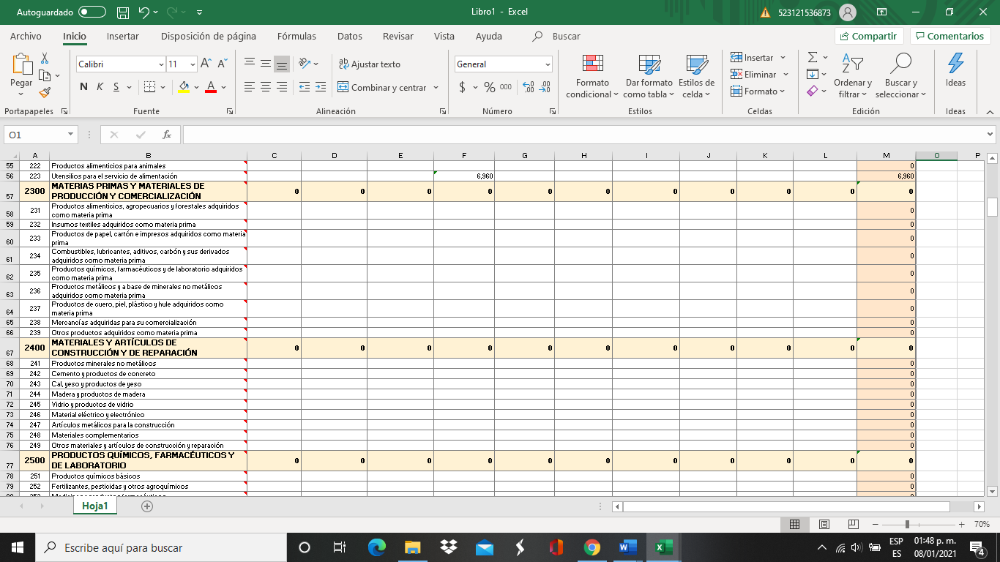 Autoguardado
Libro1 - Excel
523121536873
Archivo Inicio Insertar Disposición de página Fórmulas Datos Revisar Vista Ayuda Buscar Compartir Comentarios
Pegar
Calibri 11
N K S
Ajustar texto
Combinar y centrar
General
$ % 000
Formato condicional
Dar formato como tabla
Estilos de celda
Insertar
Eliminar
Formato
Ordenar y filtrar
Buscar y seleccionar
Ideas
Portapapeles Fuente Alineación Número Estilos Celdas Edición Ideas
O1 fx
A B C D E F G H I J K L M O P
55 222 Productos alimenticios para animales 0
56 223 Utensilios para el servicio de alimentación 6,960 6,960
57 2300 MATERIAS PRIMAS Y MATERIALES DE
PRODUCCIÓN Y COMERCIALIZACIÓN 0 0 0 0 0 0 0 0 0 0 0
58 231 Productos alimenticios, agropecuarios y forestales adquiridos
como materia prima 0
59 232 Insumos textiles adquiridos como materia prima 0
60 233 Productos de papel, cartón e impresos adquiridos como materia
prima 0
61 234 Combustibles, lubricantes, aditivos, carbón y sus derivados
adquiridos como materia prima 0
62 235 Productos químicos, farmacéuticos y de laboratorio adquiridos
como materia prima 0
63 236 Productos metálicos y a base de minerales no metálicos
adquiridos como materia prima 0
64 237 Productos de cuero, piel, plástico y hule adquiridos como
materia prima 0
65 238 Mercancías adquiridas para su comercialización 0
66 239 Otros productos adquiridos como materia prima 0
67 2400 MATERIALES Y ARTÍCULOS DE
CONSTRUCCIÓN Y DE REPARACIÓN 0 0 0 0 0 0 0 0 0 0 0
68 241 Productos minerales no metálicos 0
69 242 Cemento y productos de concreto 0
70 243 Cal, yeso y productos de yeso 0
71 244 Madera y productos de madera 0
72 245 Vidrio y productos de vidrio 0
73 246 Material eléctrico y electrónico 0
74 247 Artículos metálicos para la construcción 0
75 248 Materiales complementarios 0
76 249 Otros materiales y artículos de construcción y reparación 0
77 2500 PRODUCTOS QUÍMICOS, FARMACÉUTICOS Y
DE LABORATORIO 0 0 0 0 0 0 0 0 0 0 0
78 251 Productos químicos básicos 0
79 252 Fertilizantes, pesticidas y otros agroquímicos 0
Hoja1
70%
Escribe aquí para buscar
ESP
ES
01:48 p. m.
08/01/2021
4